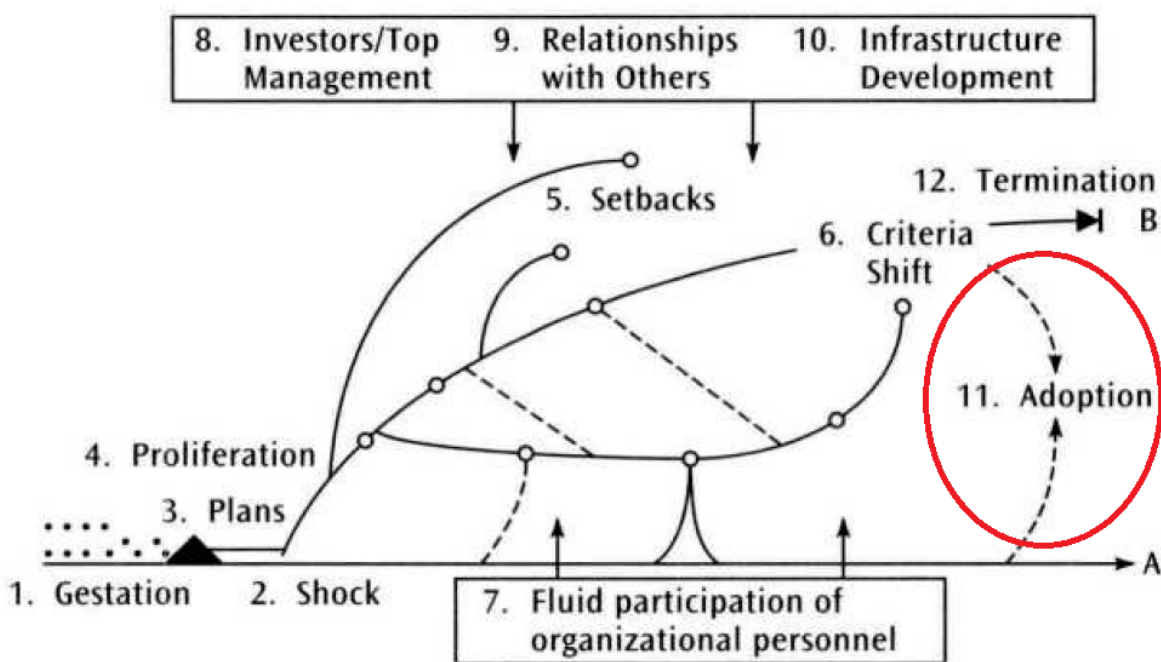 8. Investors/Top Management
9. Relationships with Others
10. Infrastructure Development
5. Setbacks
12. Termination
B
6. Criteria Shift
11. Adoption
4. Proliferation
3. Plans
A
1. Gestation
2. Shock
7. Fluid participation of
organizational personnel